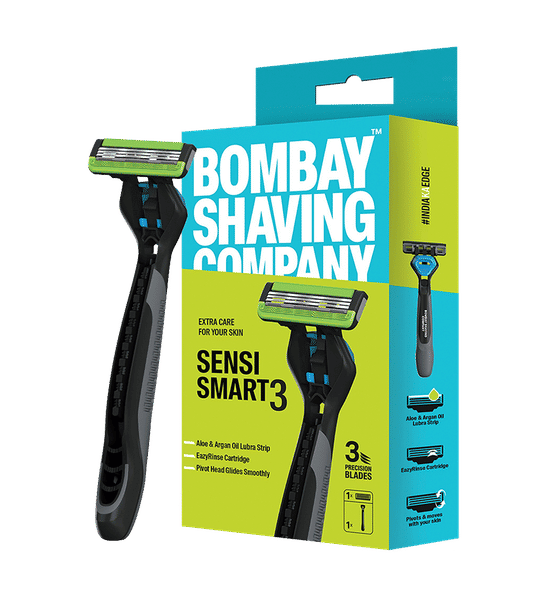 BOMBAY™
SHAVING
COMPANY
EXTRA CARE
FOR YOUR SKIN
SENSI
SMART3
Aloe & Argan Oil Lubra Strip
EazyRinse Cartridge
Pivot Head Glides Smoothly
3 PRECISION
BLADES
1×
1×
#INDIAKAEDGE
Aloe & Argan Oil
Lubra Strip
EazyRinse Cartridge
Pivots & moves
with your skin